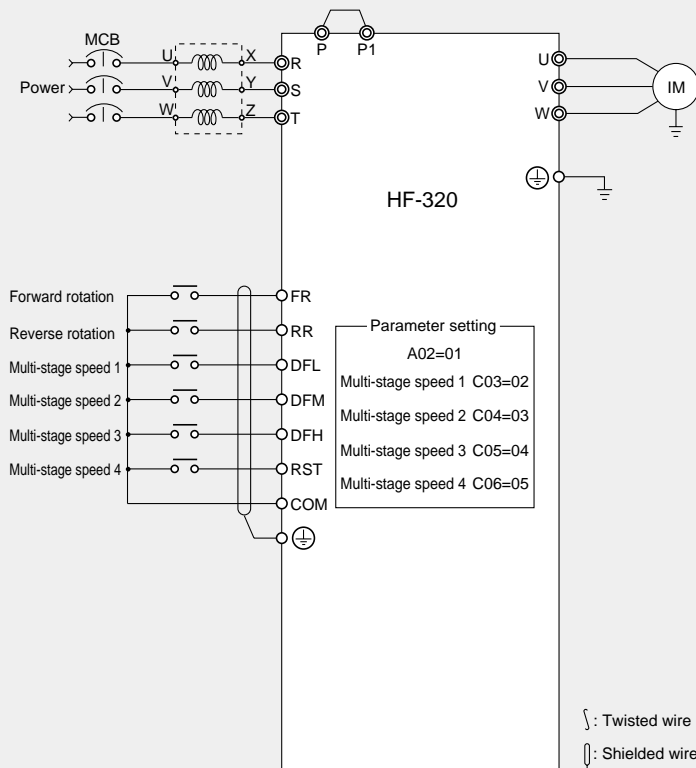 MCB
P P1
U X R
Power V Y S
W Z T
U
V
W
IM
HF-320
Forward rotation FR
Reverse rotation RR
Multi-stage speed 1 DFL
Multi-stage speed 2 DFM
Multi-stage speed 3 DFH
Multi-stage speed 4 RST
COM
Parameter setting
A02=01
Multi-stage speed 1 C03=02
Multi-stage speed 2 C04=03
Multi-stage speed 3 C05=04
Multi-stage speed 4 C06=05
: Twisted wire
: Shielded wire